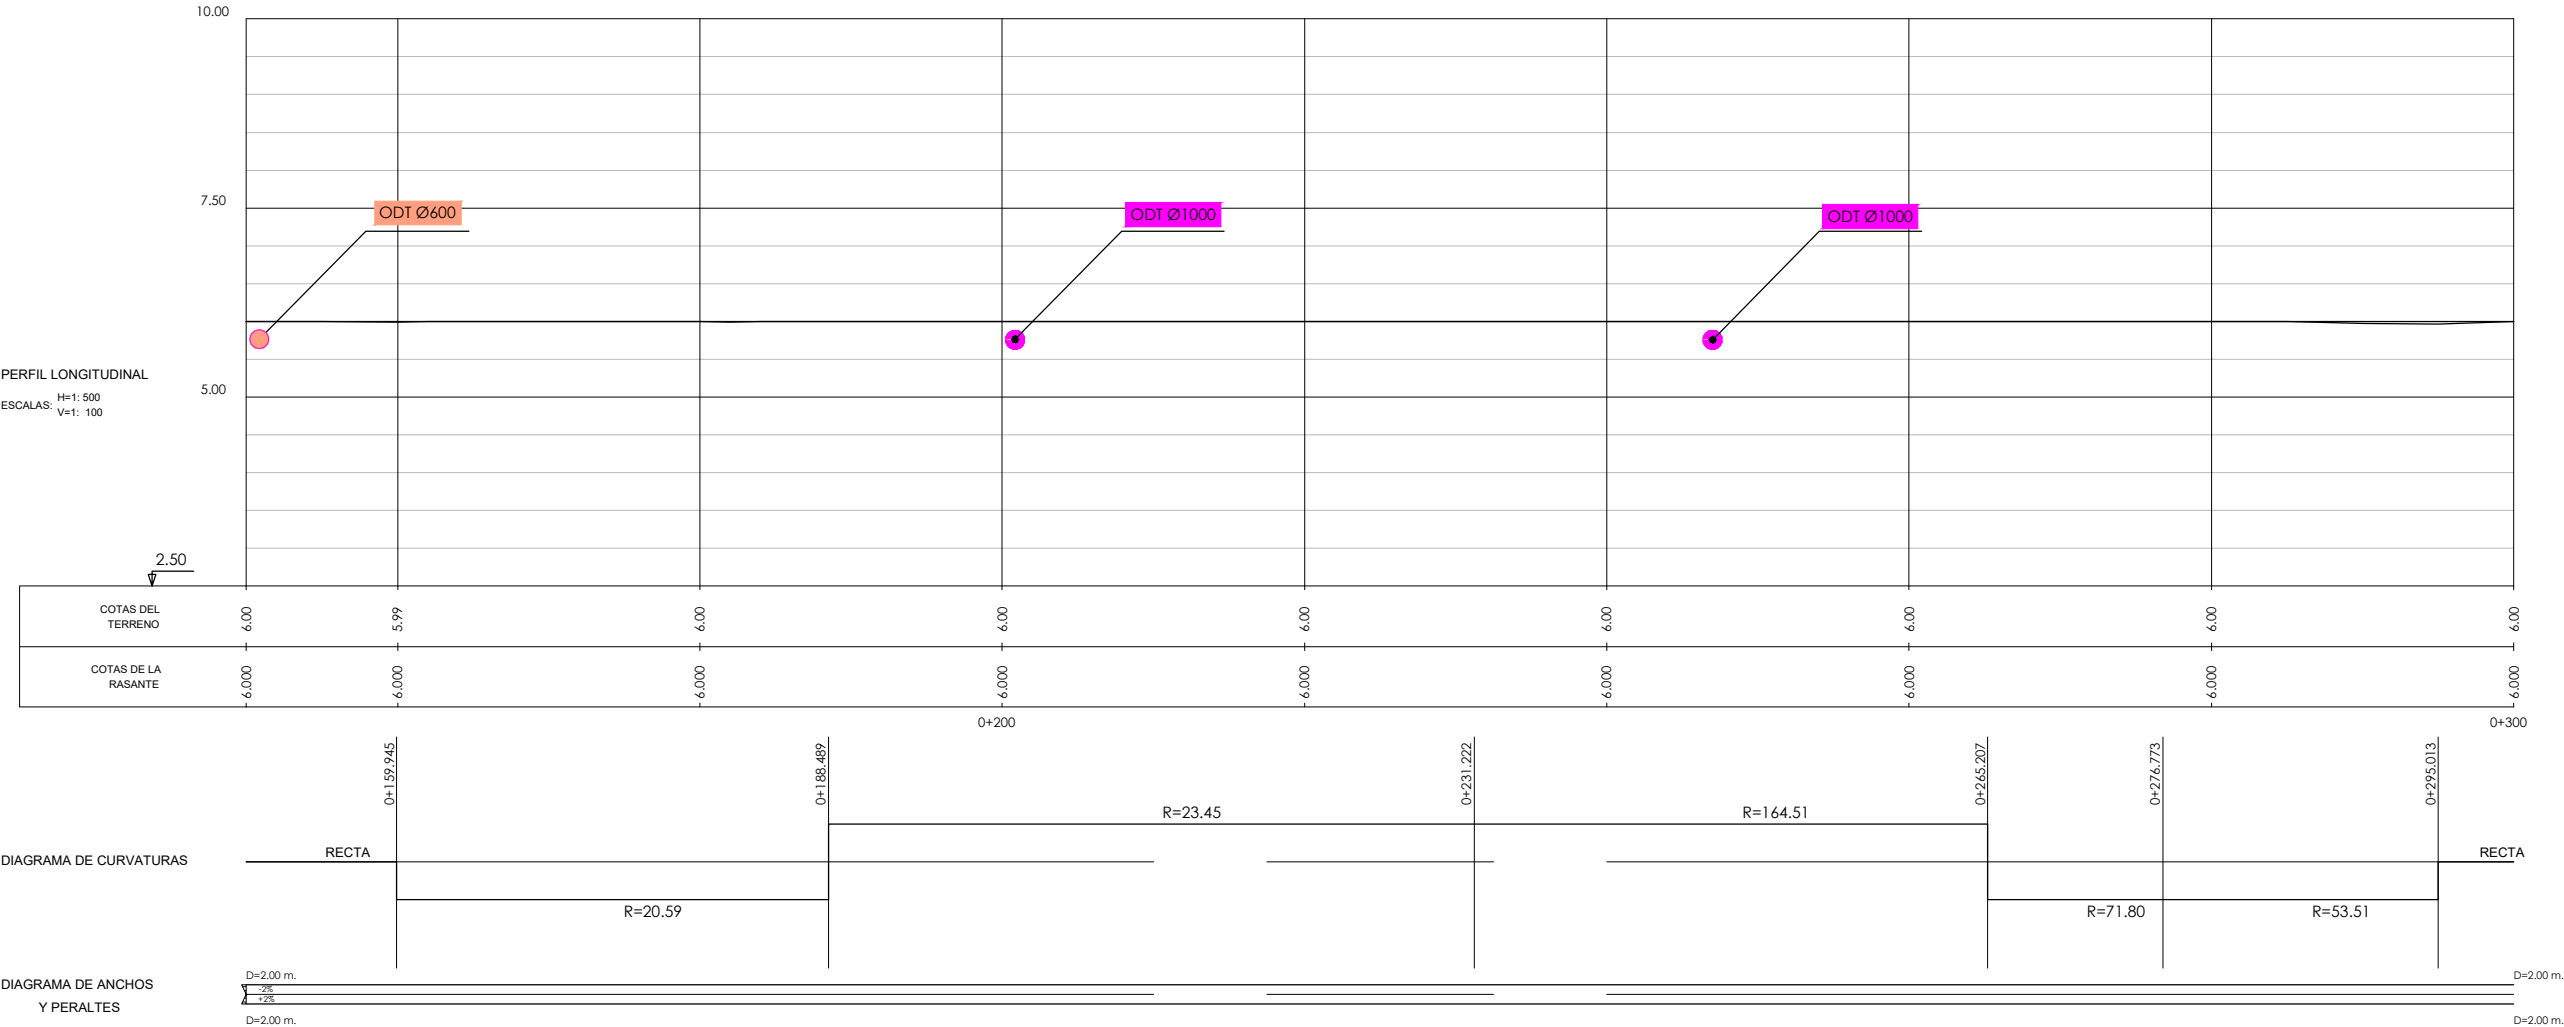 10.00
7.50
ODT Ø600
ODT Ø1000
ODT Ø1000
PERFIL LONGITUDINAL
5.00
ESCALAS:
H=1: 500
V=1: 100
2.50
COTAS DEL
TERRENO
6.00
5.99
6.00
6.00
6.00
6.00
6.00
6.00
6.00
COTAS DE LA
RASANTE
6.000
6.000
6.000
6.000
6.000
6.000
6.000
6.000
6.000
0+200
0+300
0+159.945
0+188.489
0+231.222
0+265.207
0+276.773
0+295.013
R=23.45
R=164.51
DIAGRAMA DE CURVATURAS
RECTA
RECTA
R=20.59
R=71.80
R=53.51
DIAGRAMA DE ANCHOS
Y PERALTES
D=2.00 m.
D=2.00 m.
-2%
+2%
D=2.00 m.
D=2.00 m.